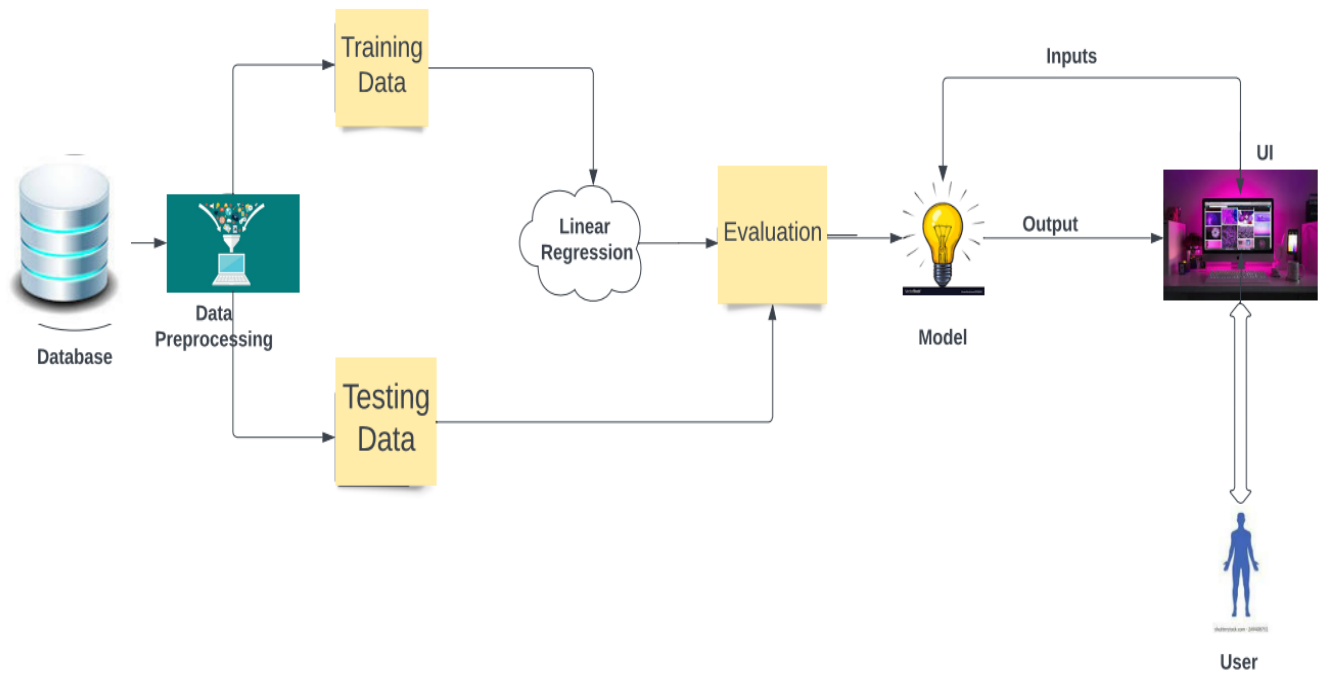 Training
Data
Inputs
UI
Linear
Regression
Evaluation
Output
Data
Preprocessing
Model
Database
Testing
Data
User